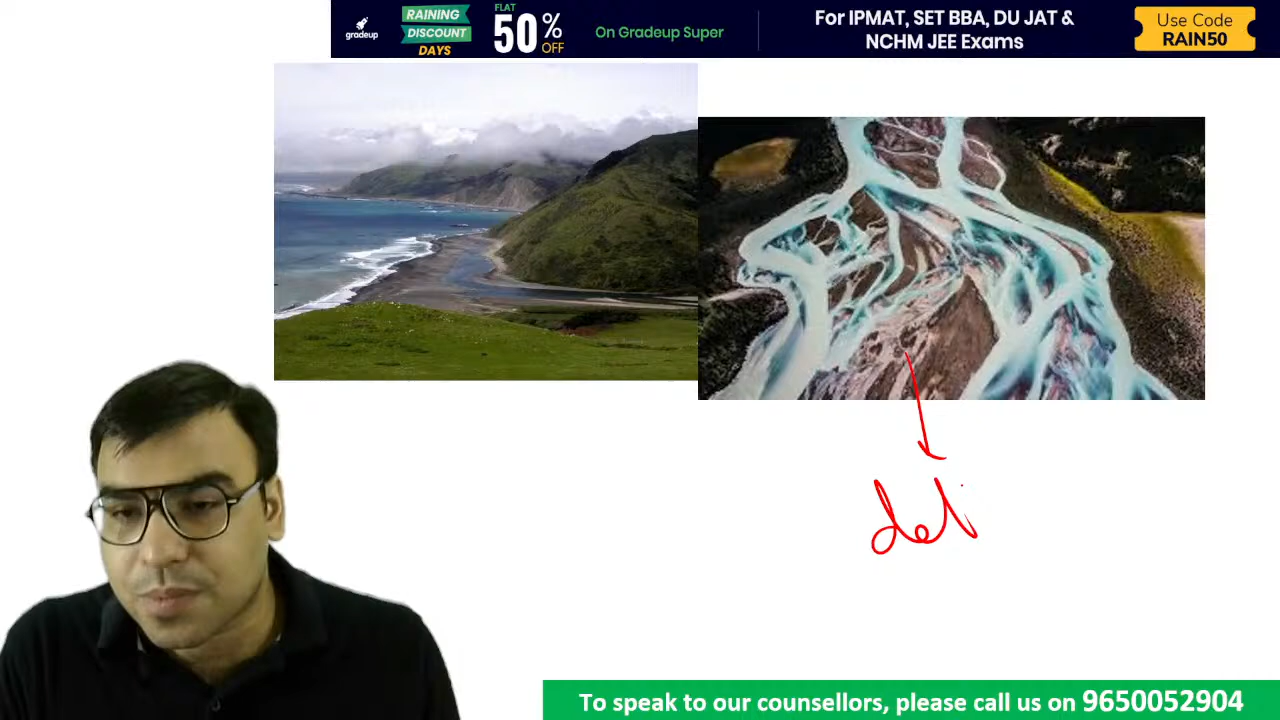 gradeup
RAINING
DISCOUNT
DAYS
FLAT
50%
OFF
On Gradeup Super
For IPMAT, SET BBA, DU JAT &
NCHM JEE Exams
Use Code
RAIN50
del
To speak to our counsellors, please call us on 9650052904